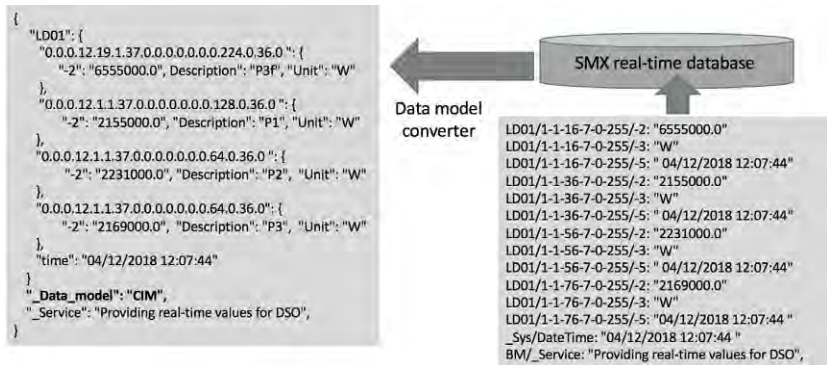 {
"LD01": {
"0.0.0.12.19.1.37.0.0.0.0.0.0.0.224.0.36.0 ": {
"-2": "6555000.0", Description": "P3f", "Unit": "W"
},
"0.0.0.12.1.1.37.0.0.0.0.0.0.0.128.0.36.0 ": {
"-2": "2155000.0", "Description": "P1", "Unit": "W"
},
"0.0.0.12.1.1.37.0.0.0.0.0.0.0.64.0.36.0 ": {
"-2": "2231000.0", "Description": "P2", "Unit": "W"
},
"0.0.0.12.1.1.37.0.0.0.0.0.0.0.64.0.36.0": {
"-2": "2169000.0", "Description": "P3", "Unit": "W"
},
"time": "04/12/2018 12:07:44"
}
"_Data_model": "CIM",
"_Service": "Providing real-time values for DSO",
}
Data model
converter
SMX real-time database
LD01/1-1-16-7-0-255/-2: "6555000.0"
LD01/1-1-16-7-0-255/-3: "W"
LD01/1-1-16-7-0-255/-5: " 04/12/2018 12:07:44"
LD01/1-1-36-7-0-255/-2: "2155000.0"
LD01/1-1-36-7-0-255/-3: "W"
LD01/1-1-36-7-0-255/-5: " 04/12/2018 12:07:44"
LD01/1-1-56-7-0-255/-2: "2231000.0"
LD01/1-1-56-7-0-255/-3: "W"
LD01/1-1-56-7-0-255/-5: " 04/12/2018 12:07:44"
LD01/1-1-76-7-0-255/-2: "2169000.0"
LD01/1-1-76-7-0-255/-3: "W"
LD01/1-1-76-7-0-255/-5: "04/12/2018 12:07:44 "
_Sys/DateTime: "04/12/2018 12:07:44 "
BM/_Service: "Providing real-time values for DSO",